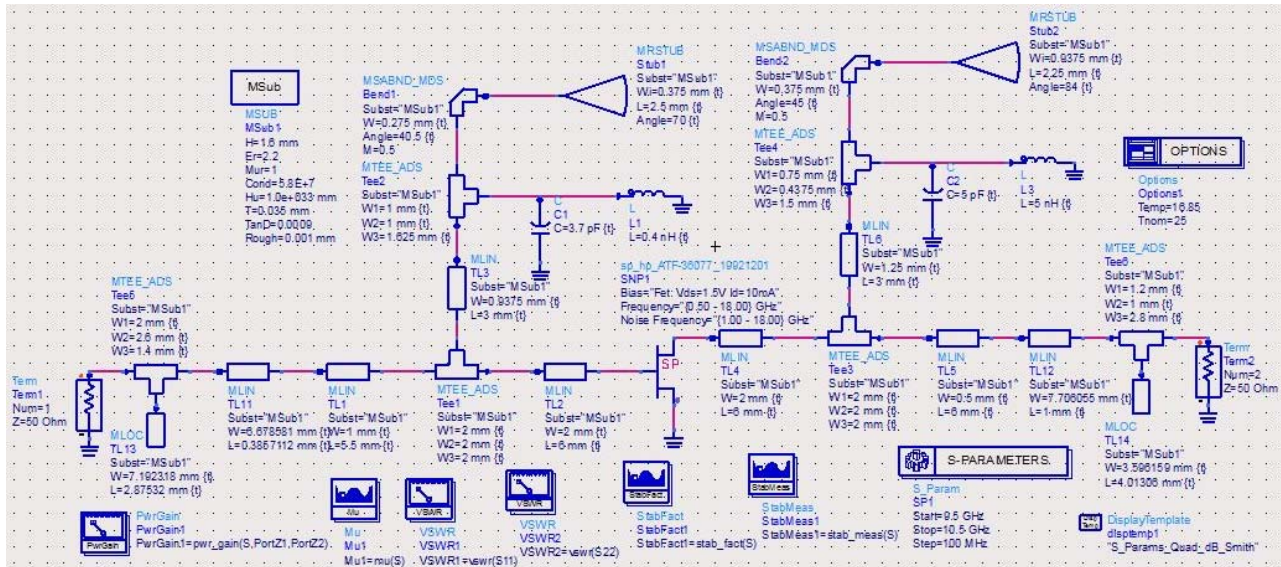 MSub
MSUB
MSub1
H=1.6 mm
Er=2.2
Mur=1
Cond=5.8E+7
Hu=1.0e+033 mm
T=0.035 mm
TanD=0.0009
Rough=0.001 mm
MSABND_MDS
Bend1
Subst="MSub1"
W=0.275 mm {t}
Angle=40.5 {t}
M=0.5
MRSTUB
Stub1
Subst="MSub1"
Wi=0.375 mm {t}
L=2.5 mm {t}
Angle=70 {t}
MTEE_ADS
Tee2
Subst="MSub1"
W1=1 mm {t}
W2=1 mm {t}
W3=1.625 mm {t}
C
C1
C=3.7 pF {t}
L
L1
L=0.4 nH {t}
MLIN
TL3
Subst="MSub1"
W=0.9375 mm {t}
L=3 mm {t}
MSABND_MDS
Bend2
Subst="MSub1"
W=0.375 mm {t}
Angle=45 {t}
M=0.5
MRSTUB
Stub2
Subst="MSub1"
Wi=0.9375 mm {t}
L=2.25 mm {t}
Angle=84 {t}
MTEE_ADS
Tee4
Subst="MSub1"
W1=0.75 mm {t}
W2=0.4375 mm {t}
W3=1.5 mm {t}
C
C2
C=5 pF {t}
L
L3
L=5 nH {t}
OPTIONS
Options
Options1
Temp=16.85
Tnom=25
MLIN
TL6
Subst="MSub1"
W=1.25 mm {t}
L=3 mm {t}
sp_hp_ATF-36077_19921201
SNP1
Bias="Fet: Vds=1.5V Id=10mA"
Frequency="{0.50 - 18.00} GHz"
Noise Frequency="{1.00 - 18.00} GHz"
SP
MTEE_ADS
Tee5
Subst="MSub1"
W1=2 mm {t}
W2=2.6 mm {t}
W3=1.4 mm {t}
Term
Term1
Num=1
Z=50 Ohm
MLOC
TL13
Subst="MSub1"
W=7.192318 mm {t}
L=2.87532 mm {t}
MLIN
TL11
Subst="MSub1"
W=6.678581 mm {t}
L=0.3857112 mm {t}
MLIN
TL1
Subst="MSub1"
W=1 mm {t}
L=5.5 mm {t}
MTEE_ADS
Tee1
Subst="MSub1"
W1=2 mm {t}
W2=2 mm {t}
W3=2 mm {t}
MLIN
TL2
Subst="MSub1"
W=2 mm {t}
L=6 mm {t}
MLIN
TL4
Subst="MSub1"
W=2 mm {t}
L=6 mm {t}
MTEE_ADS
Tee3
Subst="MSub1"
W1=2 mm {t}
W2=2 mm {t}
W3=2 mm {t}
MLIN
TL5
Subst="MSub1"
W=0.5 mm {t}
L=6 mm {t}
MLIN
TL12
Subst="MSub1"
W=7.706055 mm {t}
L=1 mm {t}
MTEE_ADS
Tee6
Subst="MSub1"
W1=1.2 mm {t}
W2=1 mm {t}
W3=2.8 mm {t}
Term
Term2
Num=2
Z=50 Ohm
MLOC
TL14
Subst="MSub1"
W=3.596159 mm {t}
L=4.01306 mm {t}
PwrGain
PwrGain
PwrGain1
PwrGain1=pwr_gain(S,PortZ1,PortZ2)
Mu
Mu
Mu1
Mu1=mu(S)
VSWR
VSWR
VSWR1
VSWR1=vswr(S11)
VSWR
VSWR
VSWR2
VSWR2=vswr(S22)
StabFact
StabFact
StabFact1
StabFact1=stab_fact(S)
StabMeas
StabMeas
StabMeas1
StabMeas1=stab_meas(S)
S-PARAMETERS
S_Param
SP1
Start=9.5 GHz
Stop=10.5 GHz
Step=100 MHz
DisplayTemplate
disptemp1
"S_Params_Quad_dB_Smith"